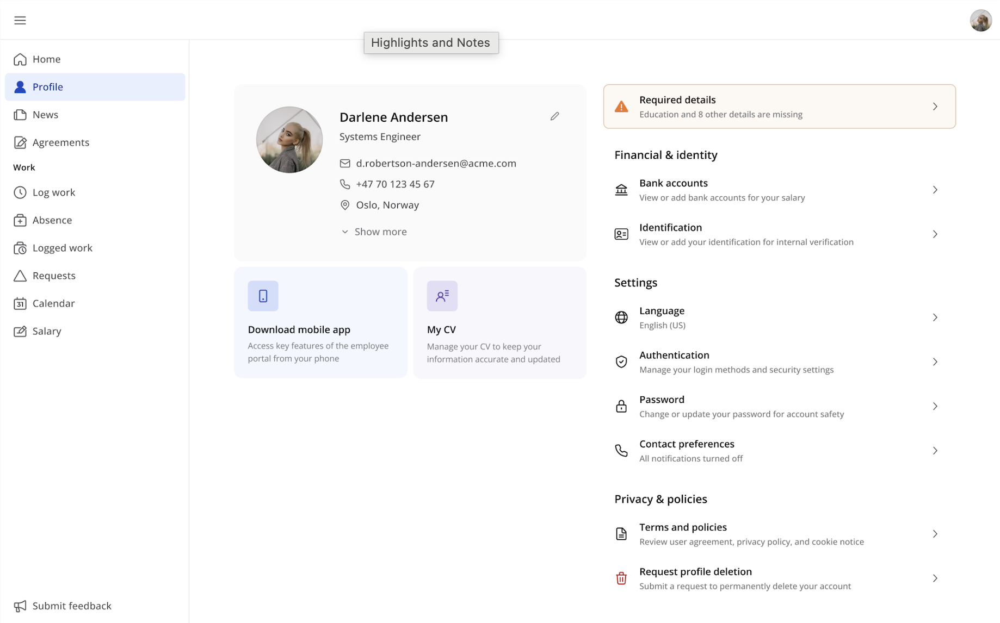 Highlights and Notes
Home
Profile
News
Agreements
Work
Log work
Absence
Logged work
Requests
31 Calendar
Salary
Submit feedback
Darlene Andersen
Systems Engineer
d.robertson-andersen@acme.com
+47 70 123 45 67
Oslo, Norway
Show more
Download mobile app
Access key features of the employee
portal from your phone
My CV
Manage your CV to keep your
information accurate and updated
Required details
Education and 8 other details are missing
Financial & identity
Bank accounts
View or add bank accounts for your salary
Identification
View or add your identification for internal verification
Settings
Language
English (US)
Authentication
Manage your login methods and security settings
Password
Change or update your password for account safety
Contact preferences
All notifications turned off
Privacy & policies
Terms and policies
Review user agreement, privacy policy, and cookie notice
Request profile deletion
Submit a request to permanently delete your account